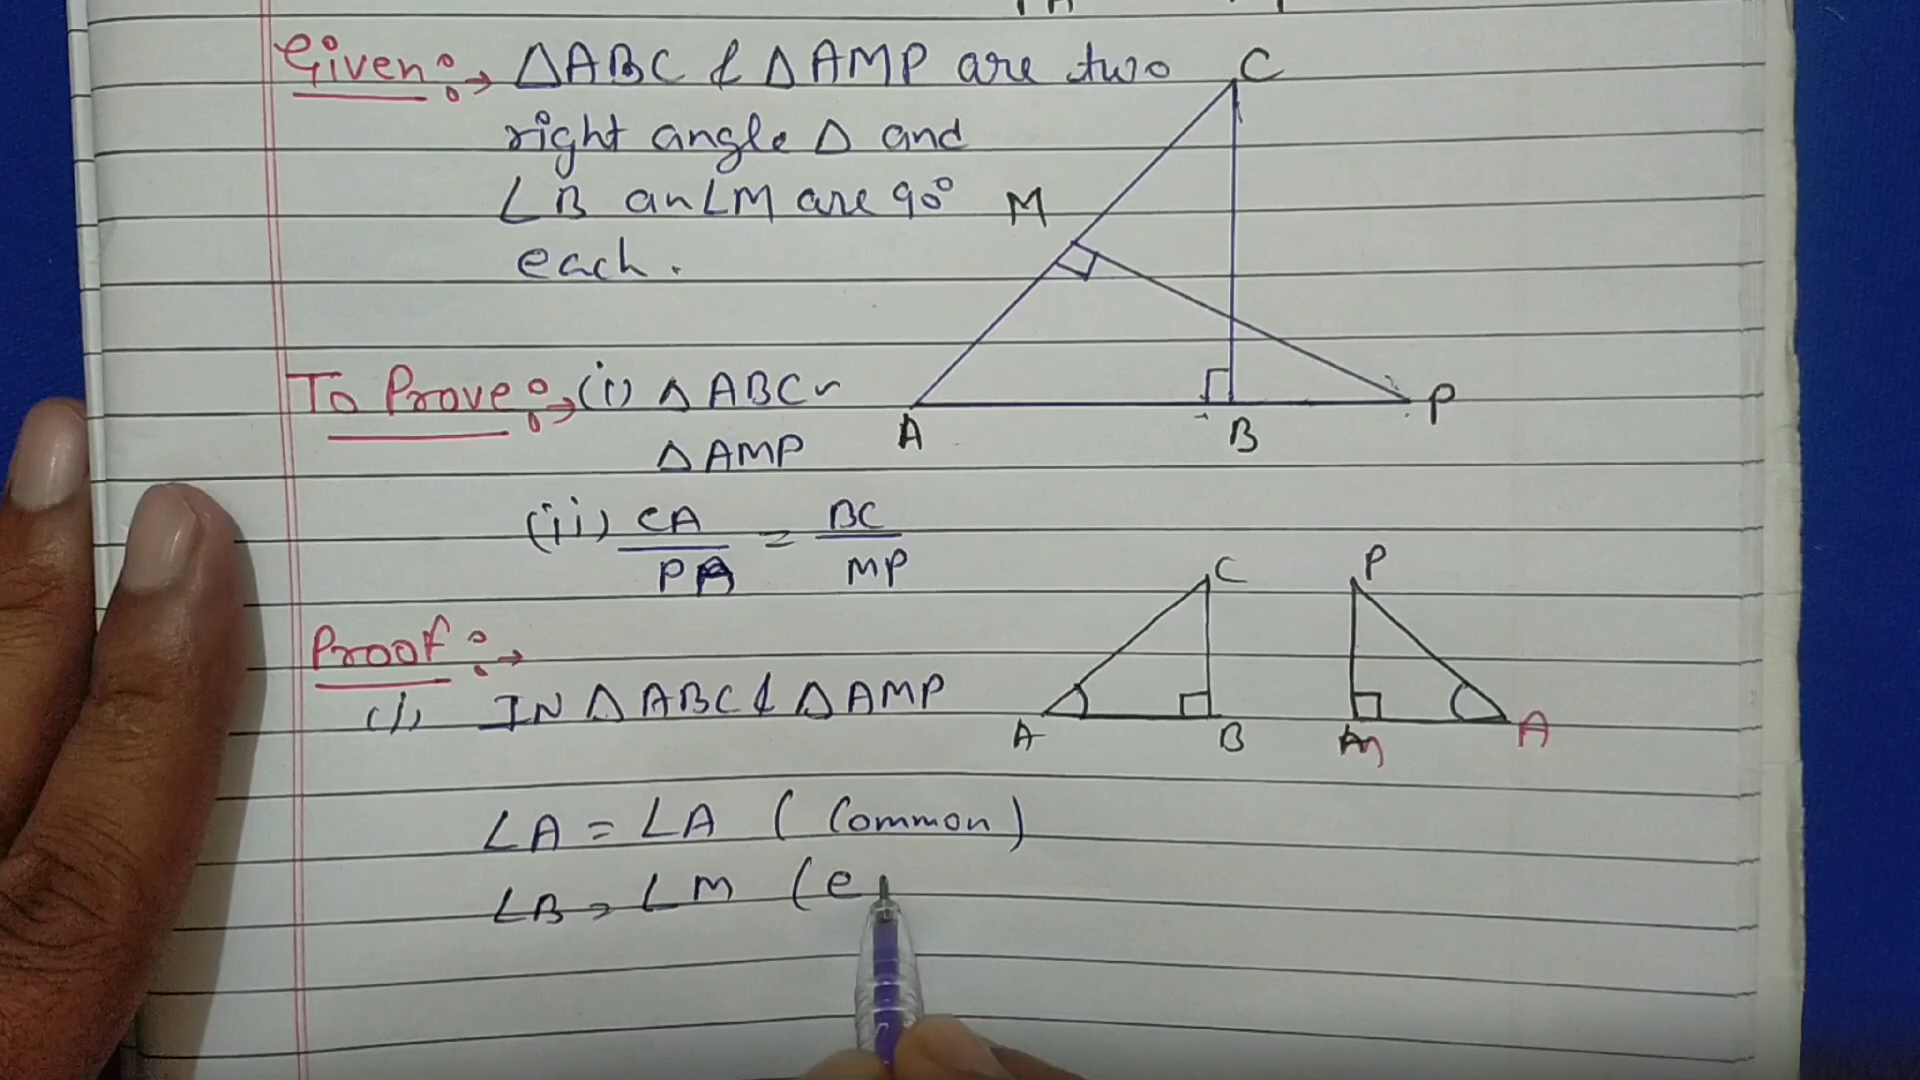 Given :→ ΔABC & ΔAMP are two
right angle Δ and
∠B an ∠M are 90°
each.
C
M
A
B
P
To Prove :→ (i) ΔABC ~
ΔAMP
(ii) CA/PA = BC/MP
Proof :→
(i) IN ΔABC & ΔAMP
C
A
B
P
M
A
∠A = ∠A (Common)
∠B = ∠M (e